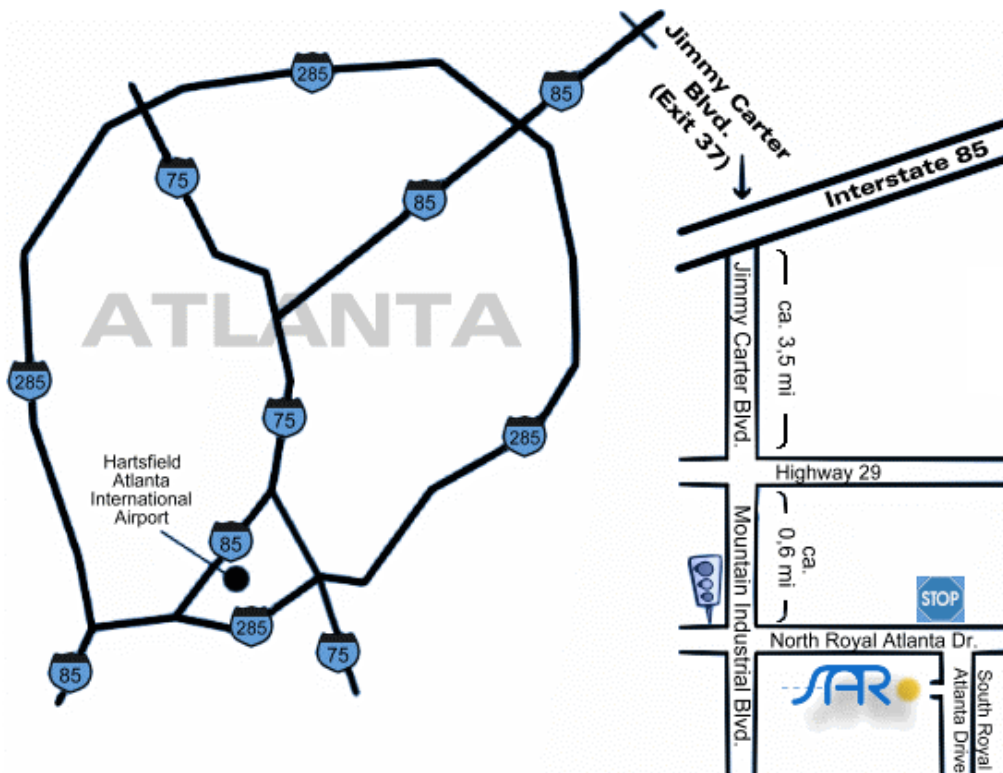 285
85
75
85
ATLANTA
285
75
285
Hartsfield
Atlanta
International
Airport
85
285
75
85
Jimmy Carter
Blvd.
(Exit 37)
Interstate 85
Jimmy Carter Blvd.
ca. 3,5 mi
Highway 29
Mountain Industrial Blvd.
ca.
0,6 mi
STOP
North Royal Atlanta Dr.
SAR
South Royal
Atlanta Drive